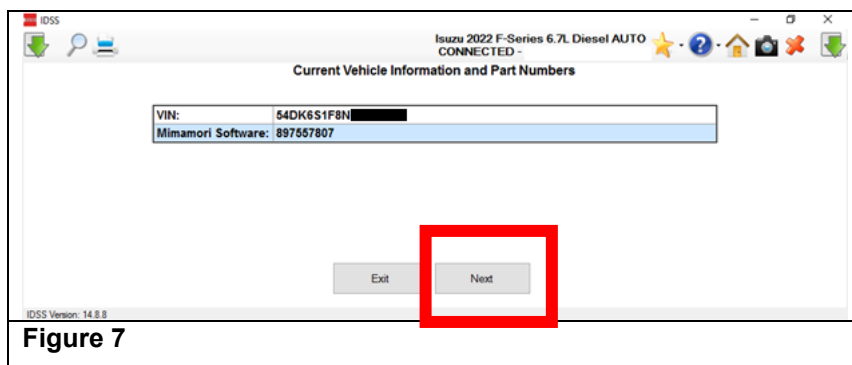 IDSS
Isuzu 2022 F-Series 6.7L Diesel AUTO
CONNECTED -
Current Vehicle Information and Part Numbers
VIN: 54DK6S1F8N
Mimamori Software: 897557807
Exit Next
IDSS Version: 14.8.8
Figure 7